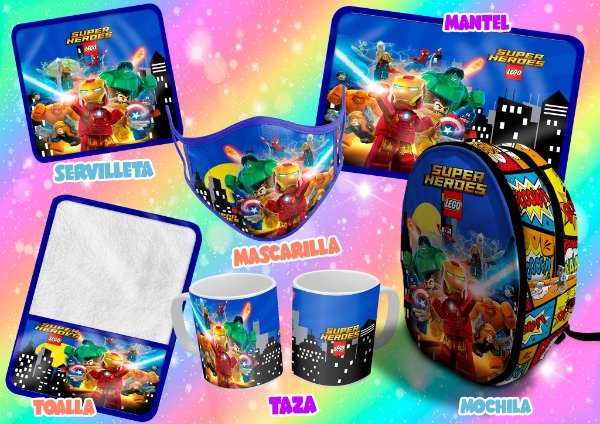 SUPER
HEROES
LEGO
SERVILLETA
MANTEL
SUPER
HEROES
LEGO
MASCARILLA
SUPER
HEROES
LEGO
SUPER
HEROES
LEGO
TOALLA
SUPER
HEROES
LEGO
TAZA
MOCHILA